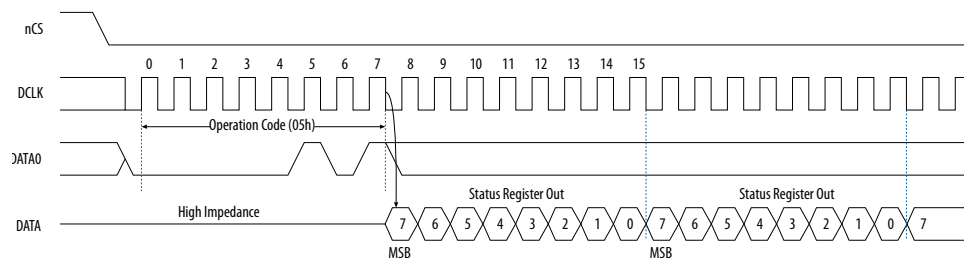 nCS
0 1 2 3 4 5 6 7 8 9 10 11 12 13 14 15
DCLK
Operation Code (05h)
DATA0
Status Register Out Status Register Out
High Impedance
DATA 7 6 5 4 3 2 1 0 7 6 5 4 3 2 1 0 7
MSB MSB